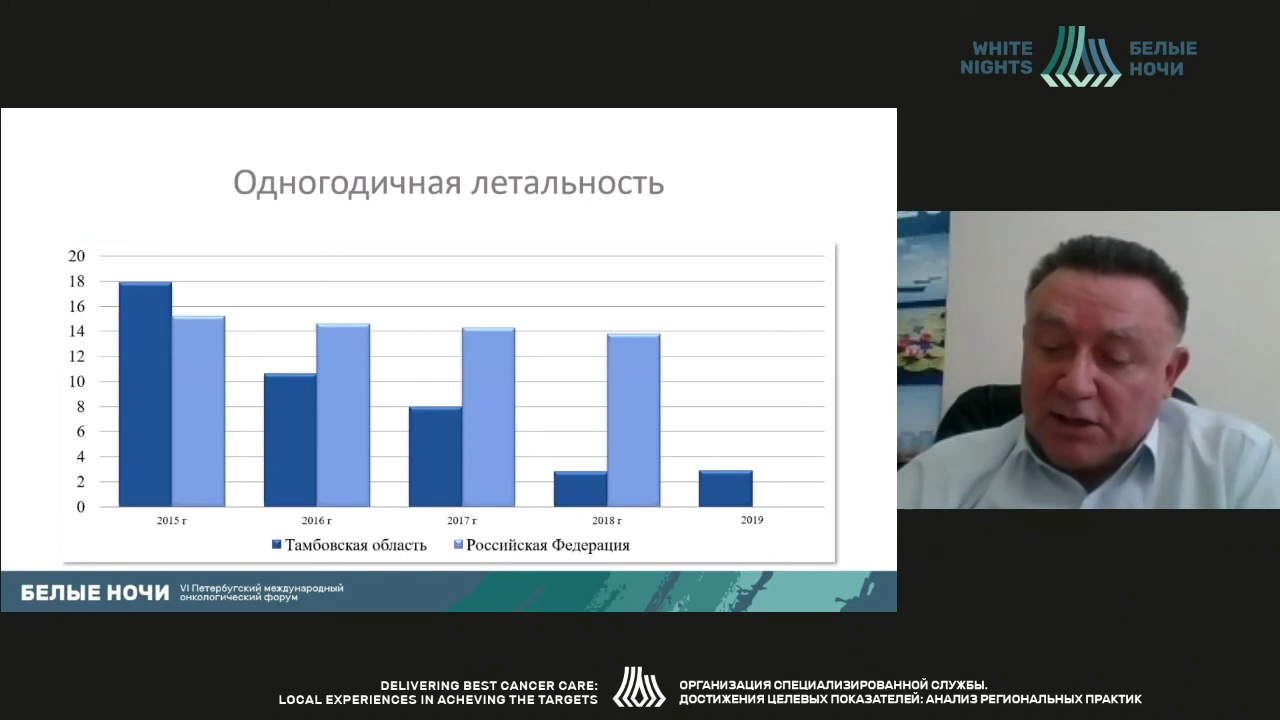 WHITE
NIGHTS
БЕЛЫЕ
НОЧИ
Одногодичная летальность
20
18
16
14
12
10
8
6
4
2
0
2015 г
2016 г
2017 г
2018 г
2019
Тамбовская область
Российская Федерация
БЕЛЫЕ НОЧИ
VI Петербугский международный
онкологический форум
DELIVERING BEST CANCER CARE:
LOCAL EXPERIENCES IN ACHEVING THE TARGETS
ОРГАНИЗАЦИЯ СПЕЦИАЛИЗИРОВАННОЙ СЛУЖБЫ.
ДОСТИЖЕНИЯ ЦЕЛЕВЫХ ПОКАЗАТЕЛЕЙ: АНАЛИЗ РЕГИОНАЛЬНЫХ ПРАКТИК